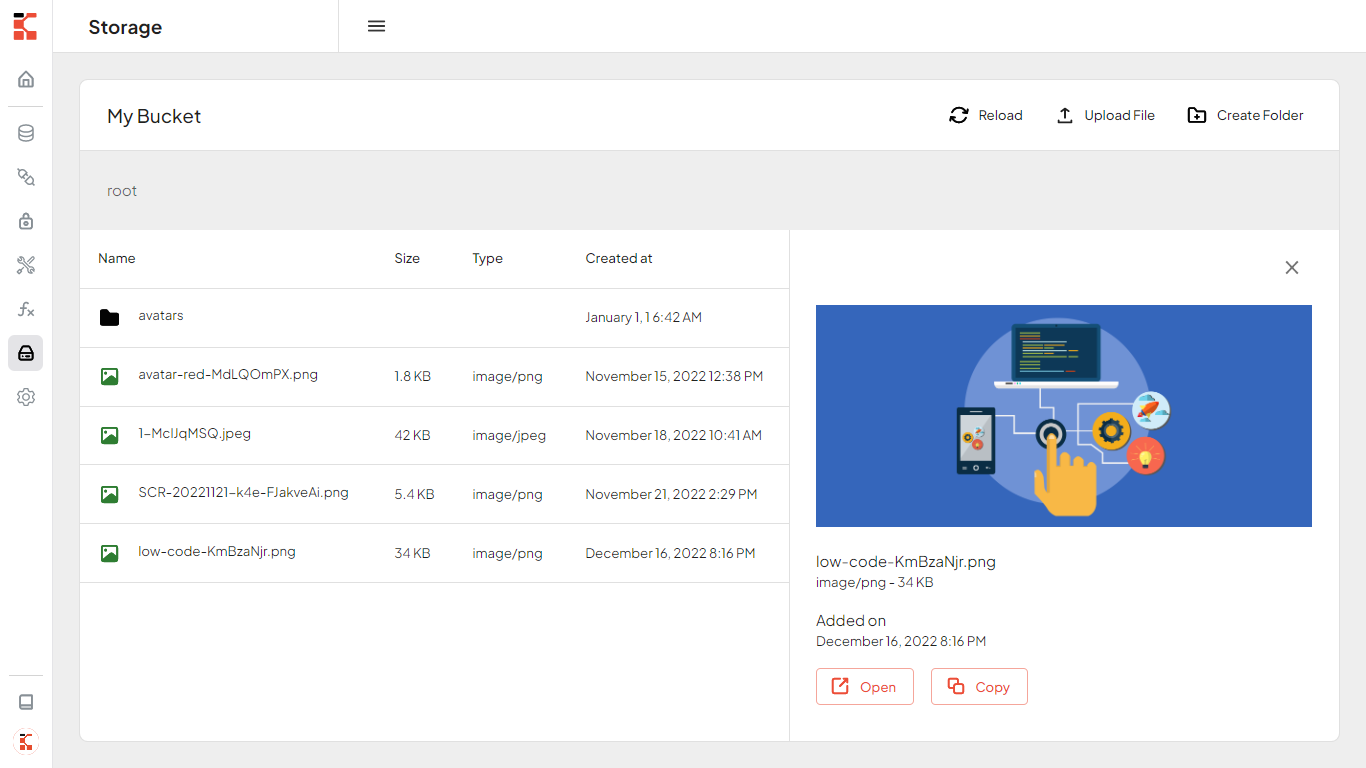 Storage
My Bucket
Reload
Upload File
Create Folder
root
Name Size Type Created at
avatars January 1, 1 6:42 AM
avatar-red-MdLQOmPX.png 1.8 KB image/png November 15, 2022 12:38 PM
1-McIJqMSQ.jpeg 42 KB image/jpeg November 18, 2022 10:41 AM
SCR-20221121-k4e-FJakveAi.png 5.4 KB image/png November 21, 2022 2:29 PM
low-code-KmBzaNjr.png 34 KB image/png December 16, 2022 8:16 PM
low-code-KmBzaNjr.png
image/png - 34 KB
Added on
December 16, 2022 8:16 PM
Open
Copy